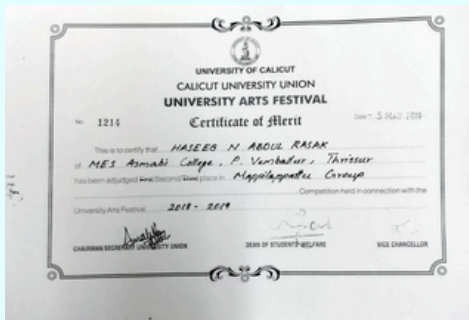 UNIVERSITY OF CALICUT
CALICUT UNIVERSITY UNION
UNIVERSITY ARTS FESTIVAL
No. 1214 Certificate of Merit Date: 5 MAY 2019
This is to certify that HASEEB N ABDUL RASAK
of MES Asmabi College, P. Vemballur, Thrissur
has been adjudged First/Second/Third place in Mappilappattu Group
Competition held in connection with the
University Arts Festival 2018 - 2019
CHAIRMAN/SECRETARY UNIVERSITY UNION DEAN OF STUDENTS' WELFARE VICE CHANCELLOR